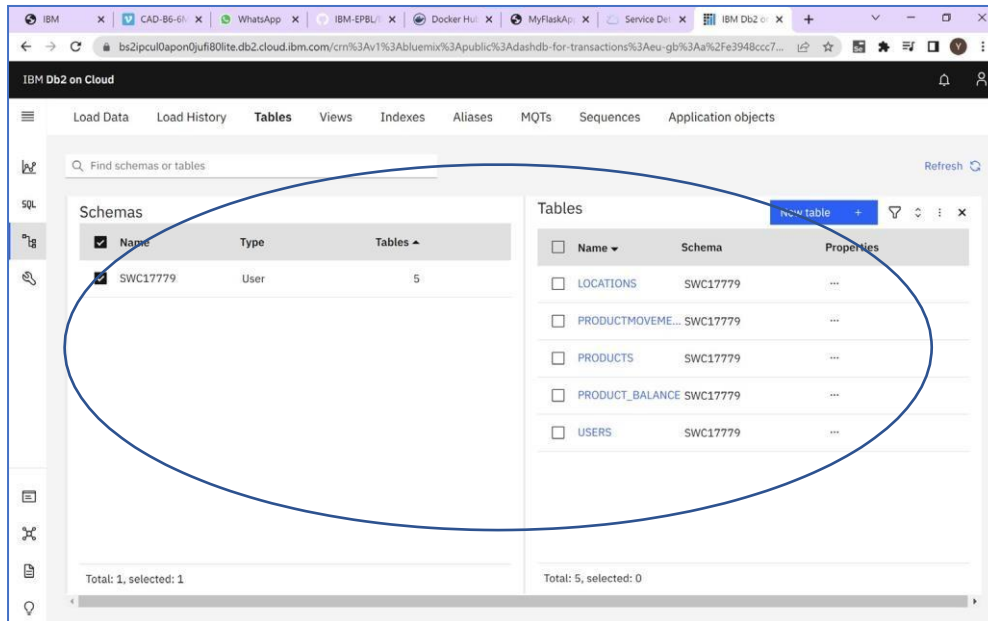 IBM
CAD-B6-6N
WhatsApp
IBM-EPBL/I
Docker Hu
MyFlaskAp
Service Det
IBM Db2 o
bs2ipcul0apon0jufi80lite.db2.cloud.ibm.com/crn%3Av1%3Abluemix%3Apublic%3Adashdb-for-transactions%3Aeu-gb%3Aa%2Fe3948ccc7...
Y
IBM Db2 on Cloud
Load Data Load History Tables Views Indexes Aliases MQTs Sequences Application objects
Find schemas or tables
Refresh
SQL
Schemas
Name Type Tables
SWC17779 User 5
Total: 1, selected: 1
Tables
New table +
Name Schema Properties
LOCATIONS SWC17779 ...
PRODUCTMOVEME... SWC17779 ...
PRODUCTS SWC17779 ...
PRODUCT_BALANCE SWC17779 ...
USERS SWC17779 ...
Total: 5, selected: 0